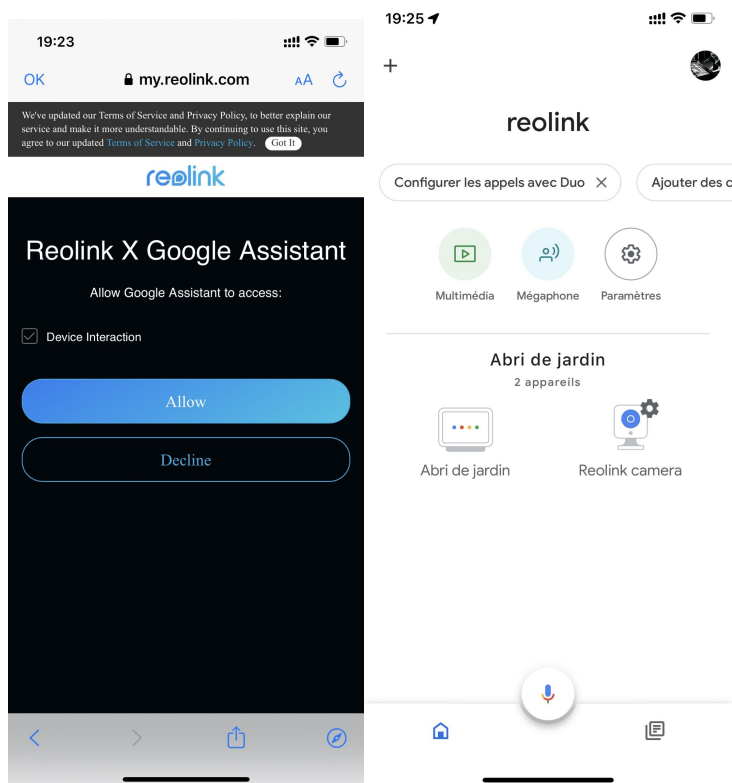 19:23
OK
my.reolink.com
AA
We've updated our Terms of Service and Privacy Policy, to better explain our
service and make it more understandable. By continuing to use this site, you
agree to our updated Terms of Service and Privacy Policy. Got It
reolink
Reolink X Google Assistant
Allow Google Assistant to access:
Device Interaction
Allow
Decline
19:25
reolink
Configurer les appels avec Duo
Ajouter des c
Multimédia
Mégaphone
Paramètres
Abri de jardin
2 appareils
Abri de jardin
Reolink camera